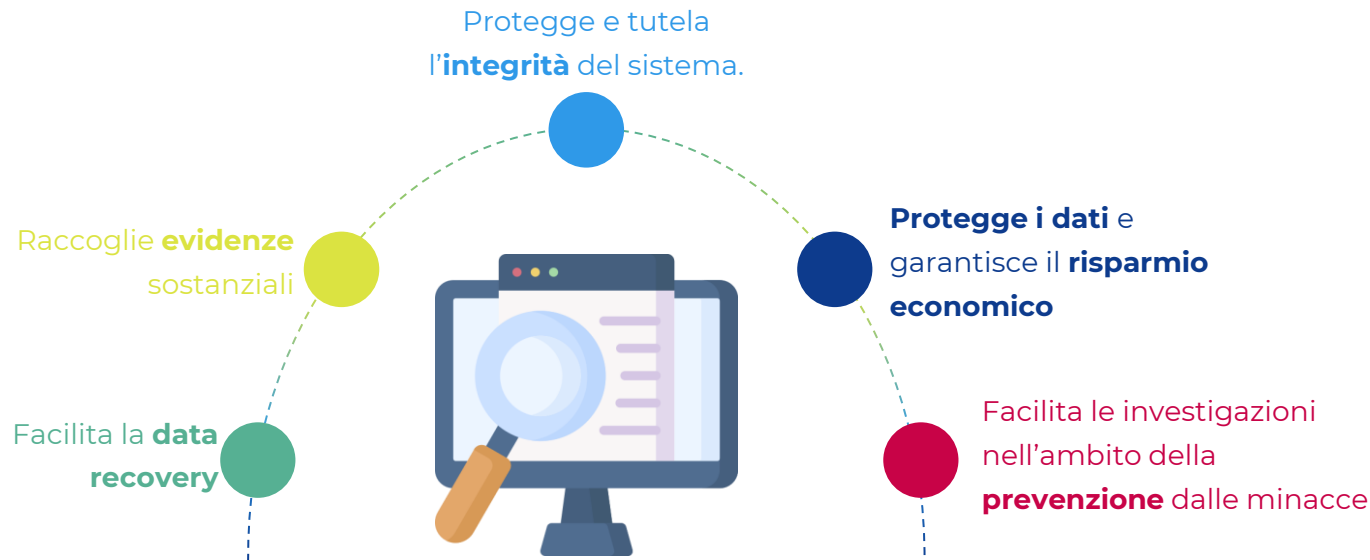 Protegge e tutela
l’integrità del sistema.
Raccoglie evidenze
sostanziali
Protegge i dati e
garantisce il risparmio
economico
Facilita la data
recovery
Facilita le investigazioni
nell’ambito della
prevenzione dalle minacce